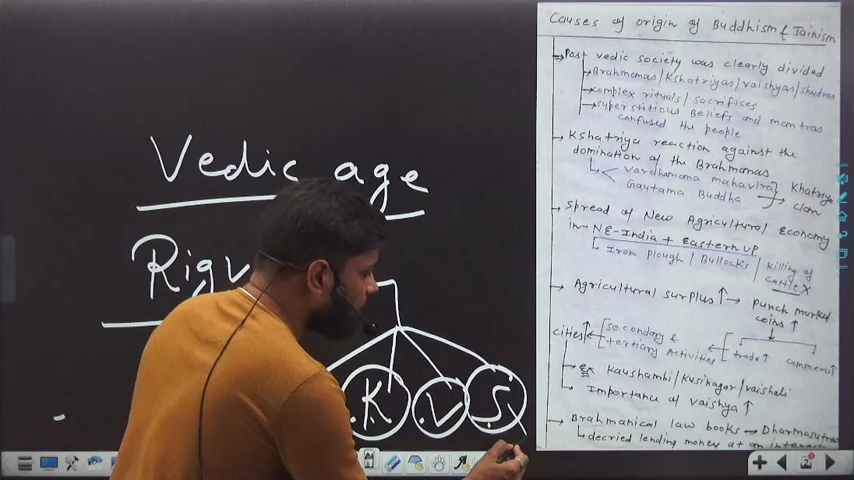 Vedic age
Rigv
K
V
S
Causes of origin of Buddhism & Jainism
→ Post vedic society was clearly divided
→ Brahmanas/Kshatriyas/vaishyas/shudras
→ complex rituals/sacrifices
→ superstitious Beliefs and mantras
confused the people
→ Kshatriya reaction against the
domination of the Brahmanas
Vardhamana mahavira
Gautama Buddha
Khatriya
clan
→ Spread of New Agricultural Economy
in → NE-India + Eastern up
Iron plough / Bullocks / Killing of
cattle X
→ Agricultural surplus ↑ → punch marked
coins ↑
cities ↑ ← secondary &
tertiary Activities ← trade ↑ commerce ↑
→ ex Kaushambi/Kusinagar/vaishali
Importance of vaishya ↑
→ Brahmanical law books → Dharmasutras
decried lending money at an interest
2